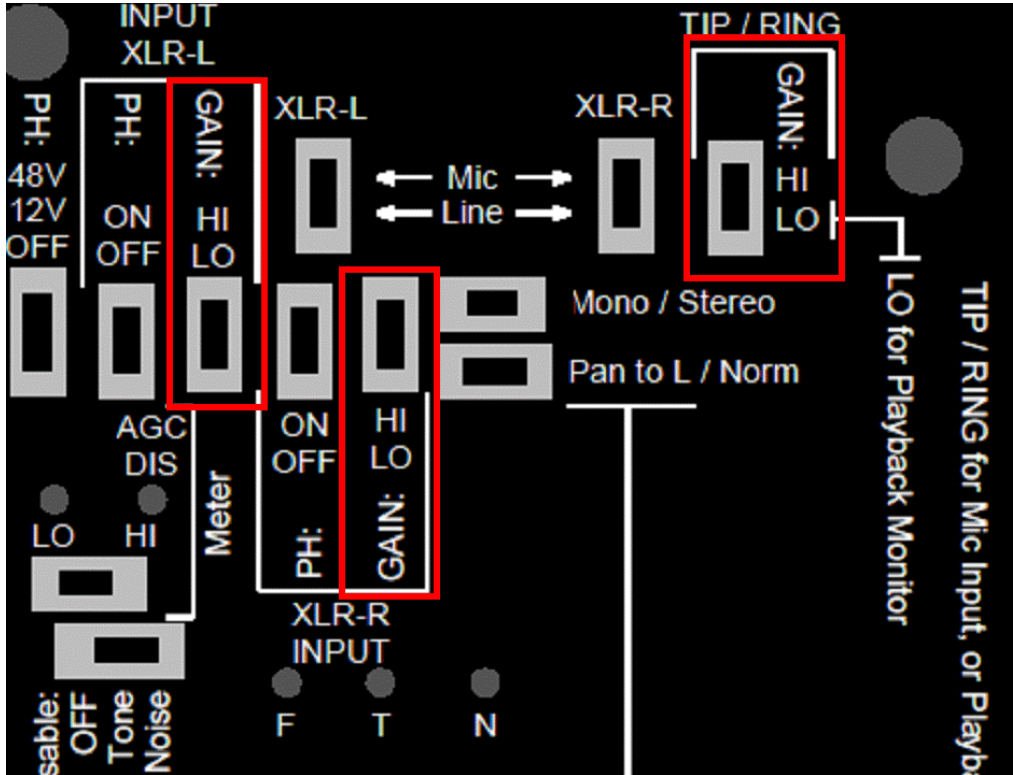 INPUT
XLR-L
TIP / RING
PH:
48V
12V
OFF
PH:
ON
OFF
GAIN:
HI
LO
XLR-L
Mic
Line
XLR-R
GAIN:
HI
LO
Mono / Stereo
Pan to L / Norm
LO for Playback Monitor
TIP / RING for Mic Input, or Playb
AGC
DIS
LO HI
Meter
ON
OFF
PH:
HI
LO
GAIN:
XLR-R
INPUT
F T N
sable:
OFF
Tone
Noise